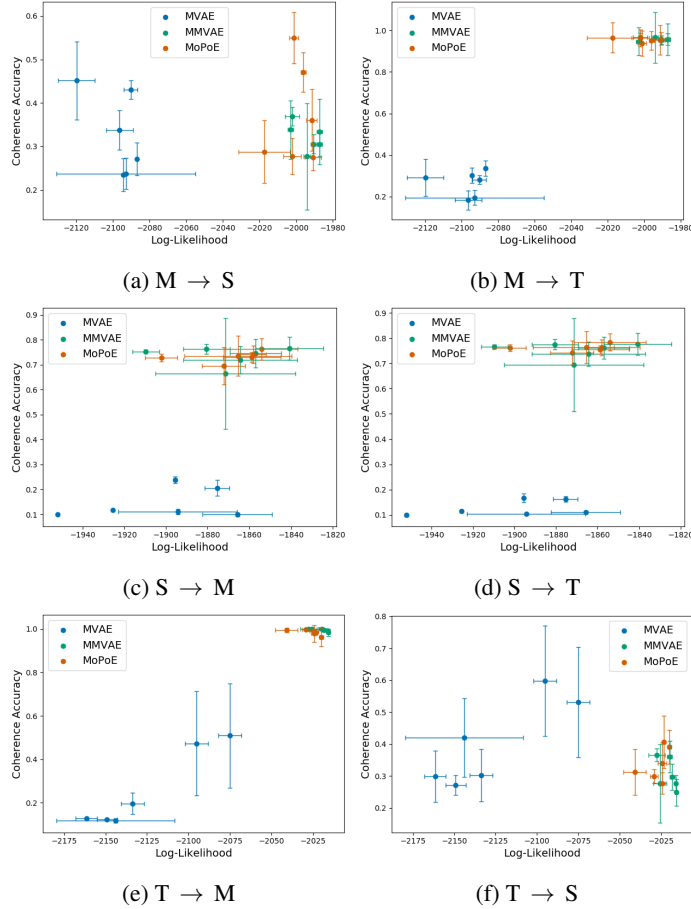 0.6
0.5
0.4
0.3
0.2
Coherence Accuracy
MVAE
MMVAE
MoPoE
−2120 −2100 −2080 −2060 −2040 −2020 −2000 −1980
Log-Likelihood
(a) M → S
1.0
0.8
0.6
0.4
0.2
Coherence Accuracy
MVAE
MMVAE
MoPoE
−2120 −2100 −2080 −2060 −2040 −2020 −2000 −1980
Log-Likelihood
(b) M → T
0.9
0.8
0.7
0.6
0.5
0.4
0.3
0.2
0.1
Coherence Accuracy
MVAE
MMVAE
MoPoE
−1940 −1920 −1900 −1880 −1860 −1840 −1820
Log-Likelihood
(c) S → M
0.9
0.8
0.7
0.6
0.5
0.4
0.3
0.2
0.1
Coherence Accuracy
MVAE
MMVAE
MoPoE
−1940 −1920 −1900 −1880 −1860 −1840 −1820
Log-Likelihood
(d) S → T
1.0
0.8
0.6
0.4
0.2
Coherence Accuracy
MVAE
MMVAE
MoPoE
−2175 −2150 −2125 −2100 −2075 −2050 −2025
Log-Likelihood
(e) T → M
0.8
0.7
0.6
0.5
0.4
0.3
0.2
Coherence Accuracy
MVAE
MMVAE
MoPoE
−2175 −2150 −2125 −2100 −2075 −2050 −2025
Log-Likelihood
(f) T → S